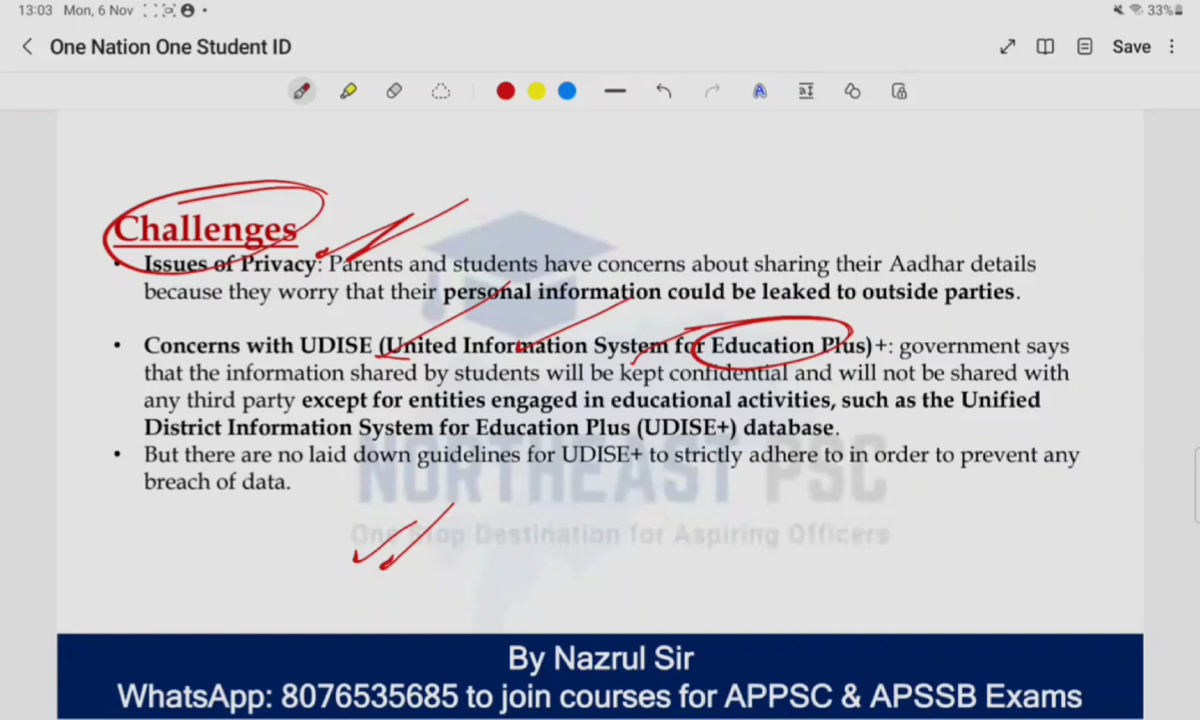 13:03 Mon, 6 Nov
33%
One Nation One Student ID
Save
Challenges
• Issues of Privacy: Parents and students have concerns about sharing their Aadhar details
because they worry that their personal information could be leaked to outside parties.
• Concerns with UDISE (United Information System for Education Plus)+: government says
that the information shared by students will be kept confidential and will not be shared with
any third party except for entities engaged in educational activities, such as the Unified
District Information System for Education Plus (UDISE+) database.
• But there are no laid down guidelines for UDISE+ to strictly adhere to in order to prevent any
breach of data.
NORTHEAST PSC
One Stop Destination for Aspiring Officers
By Nazrul Sir
WhatsApp: 8076535685 to join courses for APPSC & APSSB Exams